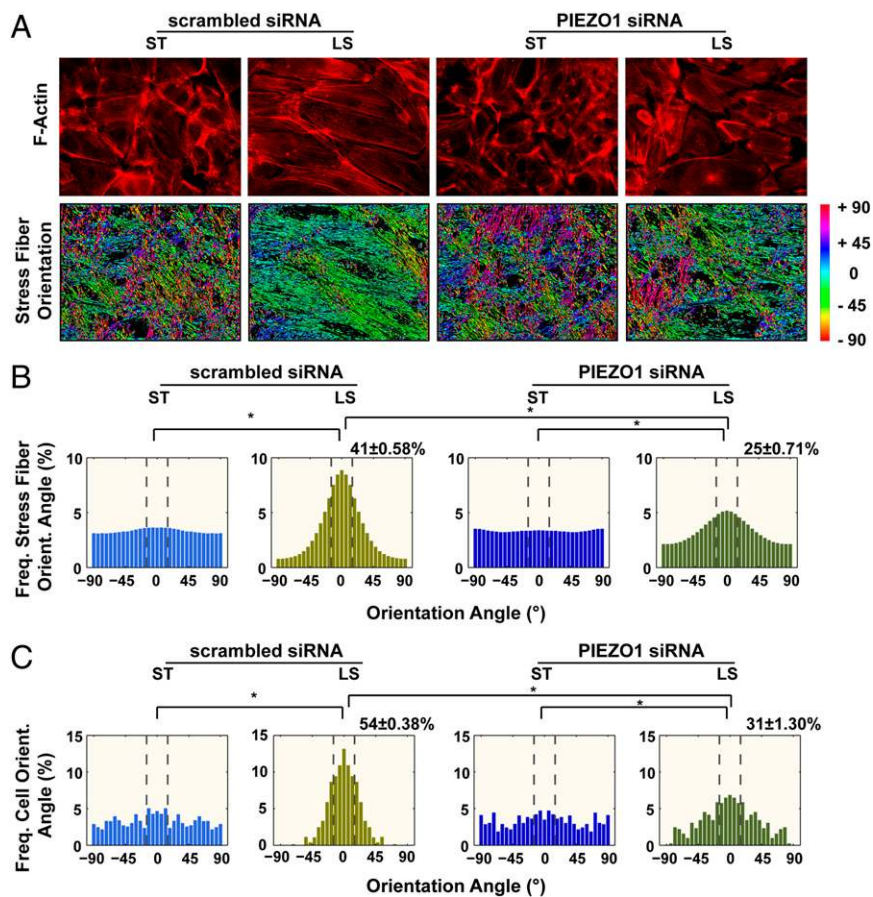 A
scrambled siRNA
PIEZO1 siRNA
ST
LS
ST
LS
F-Actin
Stress Fiber
Orientation
+ 90
+ 45
0
- 45
- 90
B
scrambled siRNA
PIEZO1 siRNA
ST
LS
ST
LS
*
*
*
41±0.58%
25±0.71%
Freq. Stress Fiber
Orient. Angle (%)
10
5
0
10
5
0
10
5
0
10
5
0
−90 −45 0 45 90
−90 −45 0 45 90
−90 −45 0 45 90
−90 −45 0 45 90
Orientation Angle (°)
C
scrambled siRNA
PIEZO1 siRNA
ST
LS
ST
LS
*
*
*
54±0.38%
31±1.30%
Freq. Cell Orient.
Angle (%)
15
10
5
0
15
10
5
0
15
10
5
0
15
10
5
0
−90 −45 0 45 90
−90 −45 0 45 90
−90 −45 0 45 90
−90 −45 0 45 90
Orientation Angle (°)